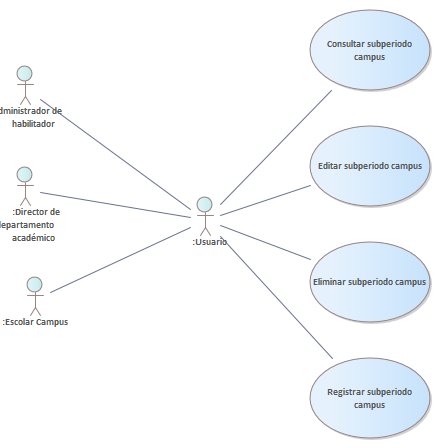 Consultar subperiodo
campus
dministrador de
habilitador
Editar subperiodo campus
:Director de
departamento
académico
:Usuario
Eliminar subperiodo campus
:Escolar Campus
Registrar subperiodo
campus